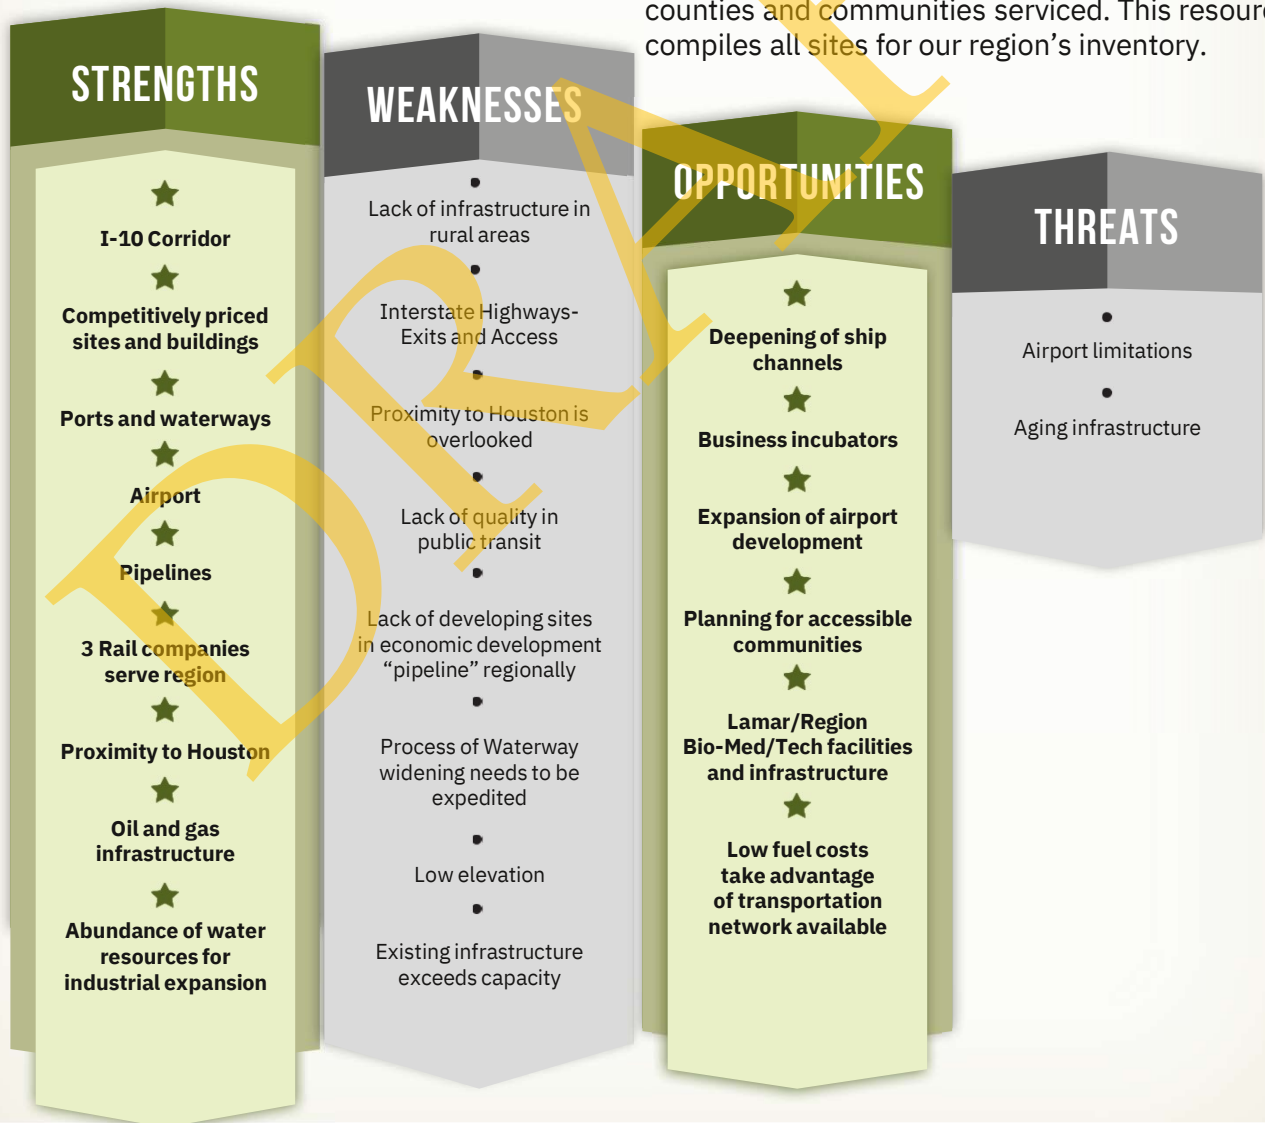 counties and communities serviced. This resour
compiles all sites for our region's inventory.
STRENGTHS
I-10 Corridor
Competitively priced
sites and buildings
Ports and waterways
Airport
Pipelines
3 Rail companies
serve region
Proximity to Houston
Oil and gas
infrastructure
Abundance of water
resources for
industrial expansion
WEAKNESSES
Lack of infrastructure in
rural areas
Interstate Highways-
Exits and Access
Proximity to Houston is
overlooked
Lack of quality in
public transit
Lack of developing sites
in economic development
“pipeline” regionally
Process of Waterway
widening needs to be
expedited
Low elevation
Existing infrastructure
exceeds capacity
OPPORTUNITIES
Deepening of ship
channels
Business incubators
Expansion of airport
development
Planning for accessible
communities
Lamar/Region
Bio-Med/Tech facilities
and infrastructure
Low fuel costs
take advantage
of transportation
network available
THREATS
Airport limitations
Aging infrastructure
DRAF